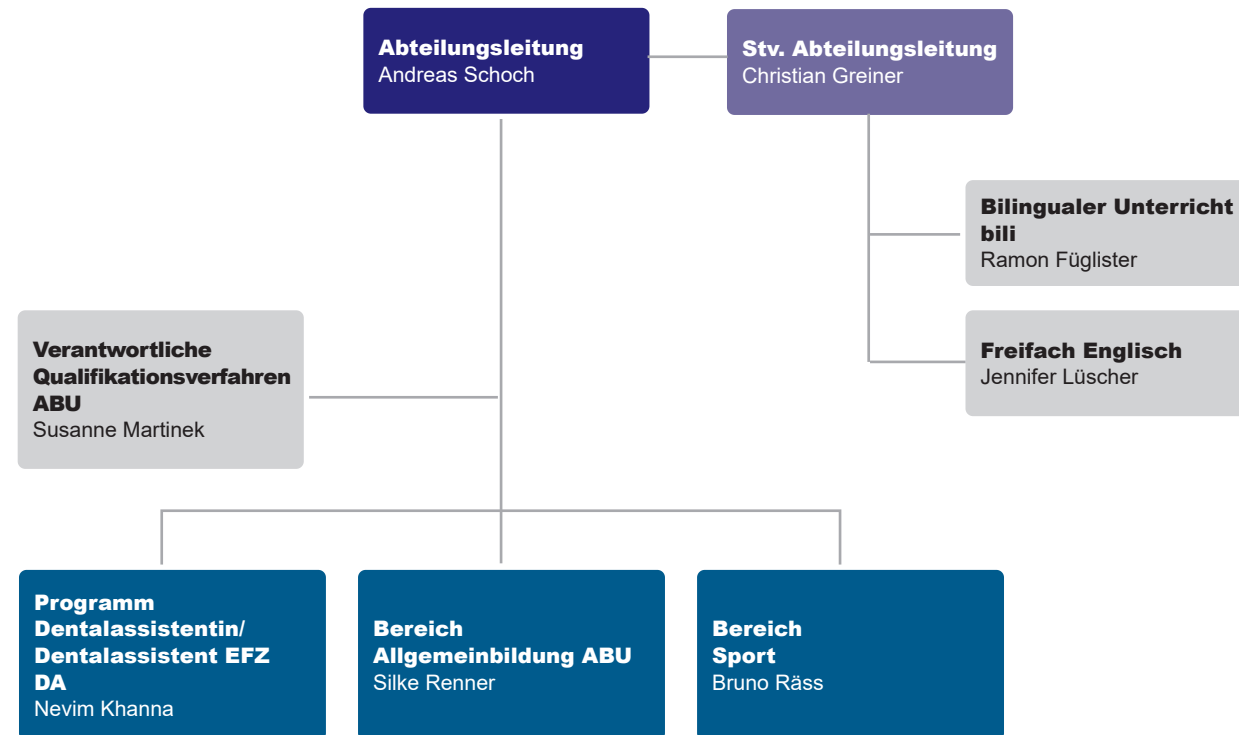 Abteilungsleitung
Andreas Schoch
Stv. Abteilungsleitung
Christian Greiner
Bilingualer Unterricht
bili
Ramon Füglister
Freifach Englisch
Jennifer Lüscher
Verantwortliche
Qualifikationsverfahren
ABU
Susanne Martinek
Programm
Dentalassistentin/
Dentalassistent EFZ
DA
Nevim Khanna
Bereich
Allgemeinbildung ABU
Silke Renner
Bereich
Sport
Bruno Räss